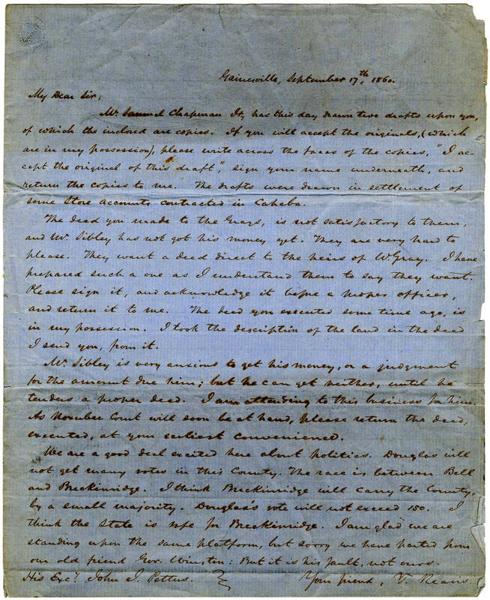 Gainesville, September 17th, 1860.
My Dear Sir,
Mr. Samuel Chapman Jr, has this day drawn two drafts upon you,
of which the inclosed are copies. If you will accept the originals, (which
are in my possession), please write across the faces of the copies, "I ac-
cept the original of this draft", sign your name underneath, and
return the copies to me. The drafts were drawn in settlement of
some Store accounts contracted in Cahaba.
The deed you made to the Grays, is not satisfactory to them,
and Mr. Sibley has not got his money yet. They are very hard to
please. They want a deed direct to the heirs of W Gray. I have
prepared such a one as I understand them to say they want.
Please sign it, and acknowledge it before a proper officer,
and return it to me. The deed you executed some time ago, is
in my possession. I took the description of the land in the deed
I send you, from it.
Mr. Sibley is very anxious to get his money, or a judgment
for the amount due him; but he can get neither, until he
tenders a proper deed. I am attending to this business for him.
As Noxubee Court will soon be at hand, please return the deed,
executed, at your earliest convenience.
We are a good deal excited here about politics. Douglas will
not get many votes in this County. The race is between Bell
and Breckinridge. I think Breckinridge will carry the County,
by a small majority. Douglas's vote will not exceed 150. I
think the State is safe for Breckinridge. I am glad we are
standing upon the same platform, but sorry we have parted from
our old friend Gov. Winston: But it is his fault, not ours.
His Excy. John J. Pettus. Your friend,